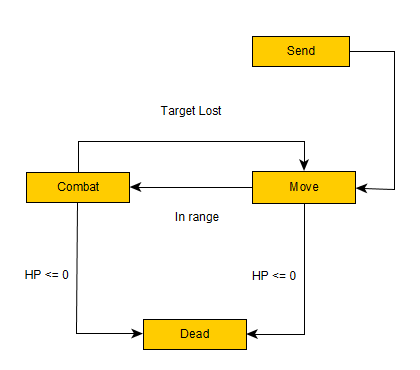 Send
Target Lost
Combat
Move
In range
HP <= 0
HP <= 0
Dead